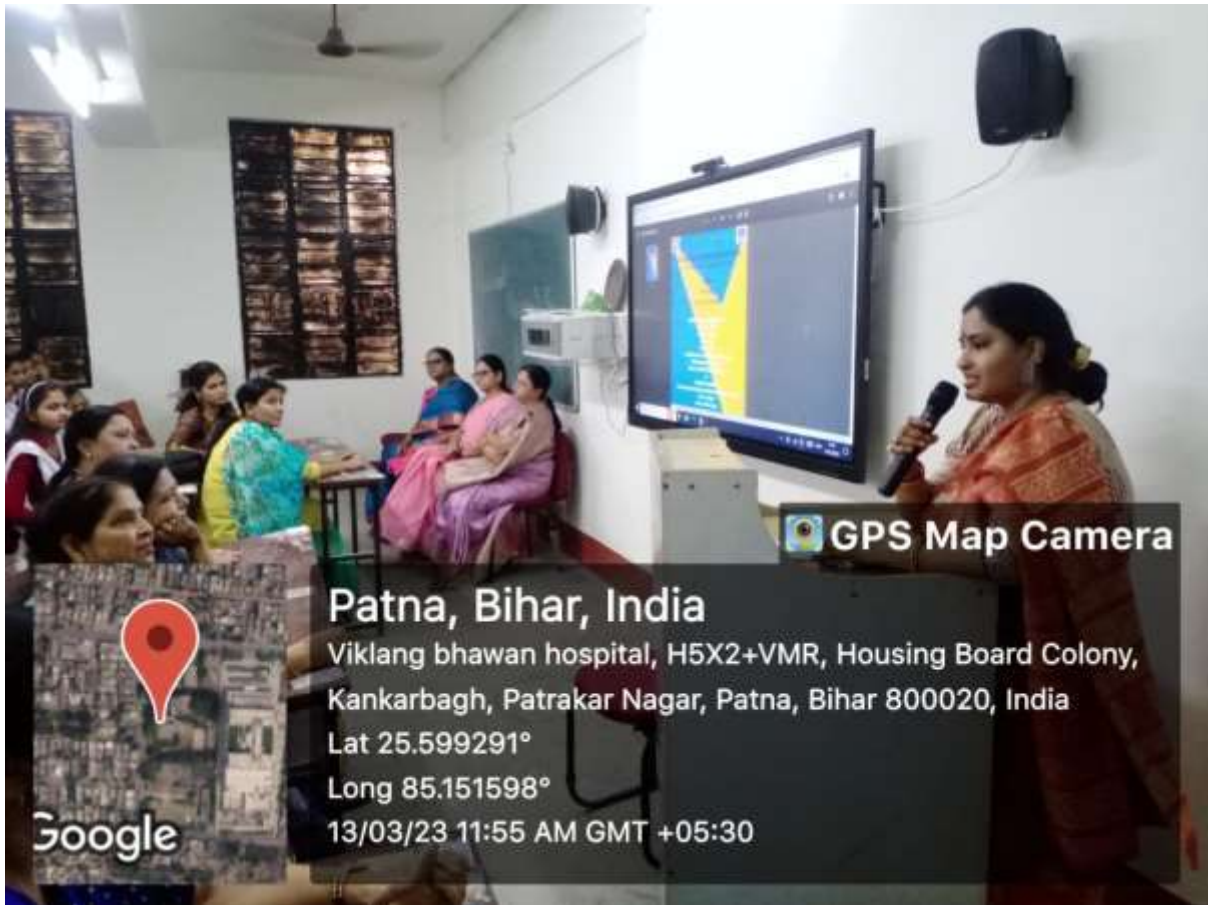 GPS Map Camera
Patna, Bihar, India
Viklang bhawan hospital, H5X2+VMR, Housing Board Colony,
Kankarbagh, Patrakar Nagar, Patna, Bihar 800020, India
Lat 25.599291°
Long 85.151598°
13/03/23 11:55 AM GMT +05:30
Google